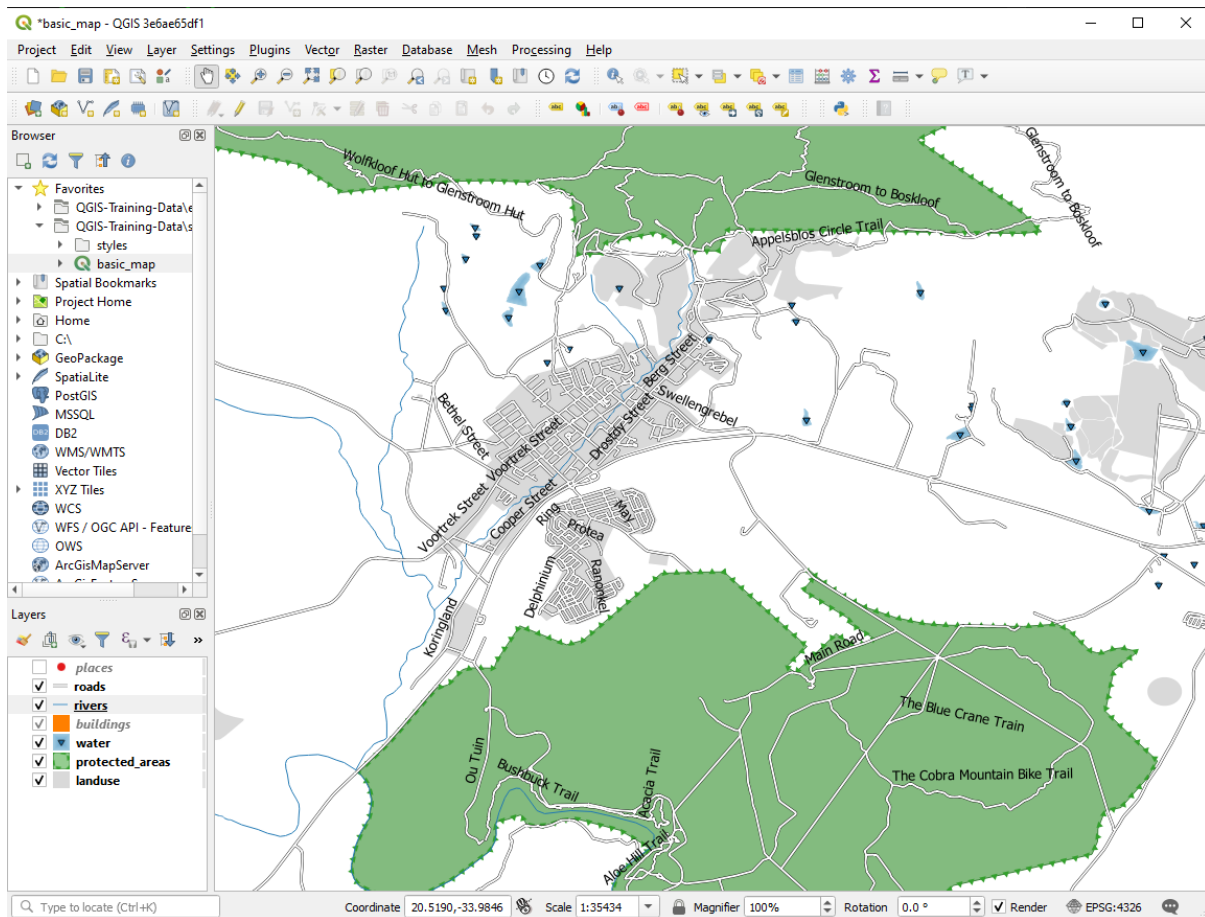 *basic_map - QGIS 3e6ae65df1
Project Edit View Layer Settings Plugins Vector Raster Database Mesh Processing Help
Browser
Favorites
QGIS-Training-Data\e
QGIS-Training-Data\s
styles
basic_map
Spatial Bookmarks
Project Home
Home
C:\
GeoPackage
SpatiaLite
PostGIS
MSSQL
DB2
WMS/WMTS
Vector Tiles
XYZ Tiles
WCS
WFS / OGC API - Feature
OWS
ArcGisMapServer
Layers
places
roads
rivers
buildings
water
protected_areas
landuse
Wolfkloof Hut to Glenstroom Hut
Glenstroom to Boskloof
Glenstroom to Boskloof
Appelsblos Circle Trail
Berg Street
Swellengrebel
Bethel Street
Drostdy Street
Voortrek Street
Voortrek Street
Cooper Street
Ring
May
Protea
Delphinium
Ranonkel
Koringland
Main Road
The Blue Crane Train
Ou Tuin
Bushbuck Trail
Acacia Trail
The Cobra Mountain Bike Trail
Aloe Hill Trail
Type to locate (Ctrl+K) Coordinate 20.5190,-33.9846 Scale 1:35434 Magnifier 100% Rotation 0.0 ° Render EPSG:4326